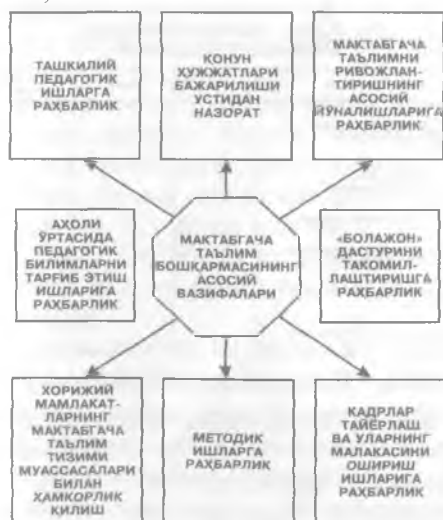 ТАШКИЛИЙ
ПЕДАГОГИК
ИШЛАРГА
РАҲБАРЛИК
ҚОНУН
ҲУЖЖАТЛАРИ
БАЖАРИЛИШИ
УСТИДАН
НАЗОРАТ
МАКТАБГАЧА
ТАЪЛИМНИ
РИВОЖЛАН-
ТИРИШНИНГ
АСОСИЙ
ЙЎНАЛИШЛАРИГА
РАҲБАРЛИК
АҲОЛИ
ЎРТАСИДА
ПЕДАГОГИК
БИЛИМЛАРНИ
ТАРҒИБ ЭТИШ
ИШЛАРИГА
РАҲБАРЛИК
МАКТАБГАЧА
ТАЪЛИМ
БОШҚАРМАСИНИНГ
АСОСИЙ
ВАЗИФАЛАРИ
«БОЛАЖОН»
ДАСТУРИНИ
ТАКОМИЛ-
ЛАШТИРИШГА
РАҲБАРЛИК
ХОРИЖИЙ
МАМЛАКАТ-
ЛАРНИНГ
МАКТАБГАЧА
ТАЪЛИМ
ТИЗИМИ
МУАССАСАЛАРИ
БИЛАН
ҲАМКОРЛИК
ҚИЛИШ
МЕТОДИК
ИШЛАРГА
РАҲБАРЛИК
КАДРЛАР
ТАЙЁРЛАШ
ВА УЛАРНИНГ
МАЛАКАСИНИ
ОШИРИШ
ИШЛАРИГА
РАҲБАРЛИК